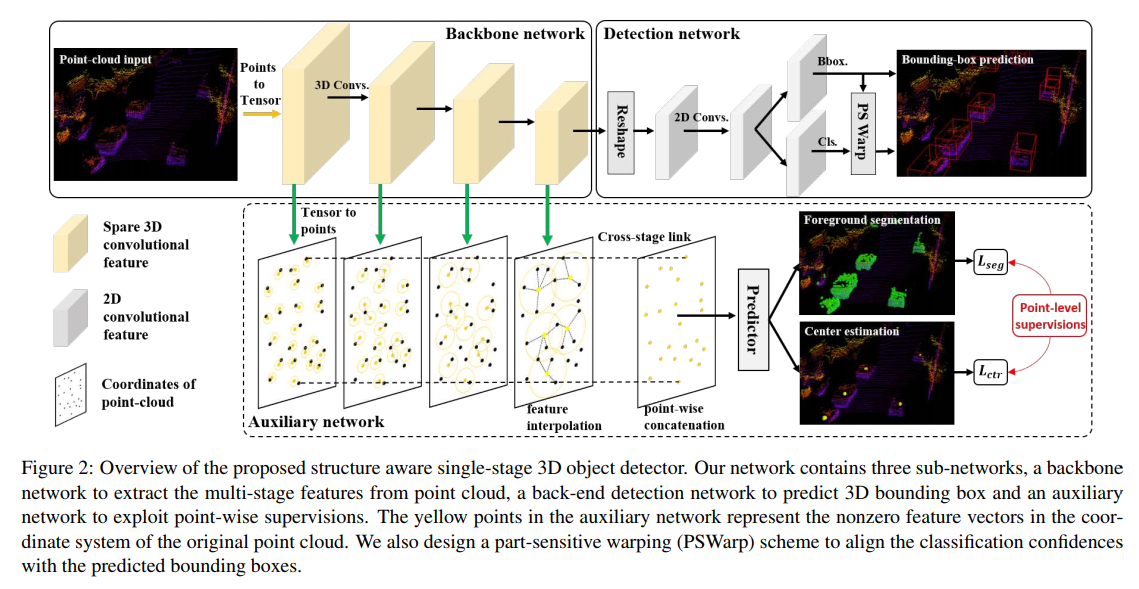 Backbone network
Detection network
Point-cloud input
Points
to
Tensor
3D Convs.
Reshape
2D Convs.
Bbox.
Cls.
PS Warp
Bounding-box prediction
Spare 3D
convolutional
feature
2D
convolutional
feature
Coordinates of
point-cloud
Tensor to
points
Cross-stage link
feature
interpolation
point-wise
concatenation
Auxiliary network
Predictor
Foreground segmentation
Center estimation
Lseg
Lctr
Point-level
supervisions
Figure 2: Overview of the proposed structure aware single-stage 3D object detector. Our network contains three sub-networks, a backbone
network to extract the multi-stage features from point cloud, a back-end detection network to predict 3D bounding box and an auxiliary
network to exploit point-wise supervisions. The yellow points in the auxiliary network represent the nonzero feature vectors in the coor-
dinate system of the original point cloud. We also design a part-sensitive warping (PSWarp) scheme to align the classification confidences
with the predicted bounding boxes.